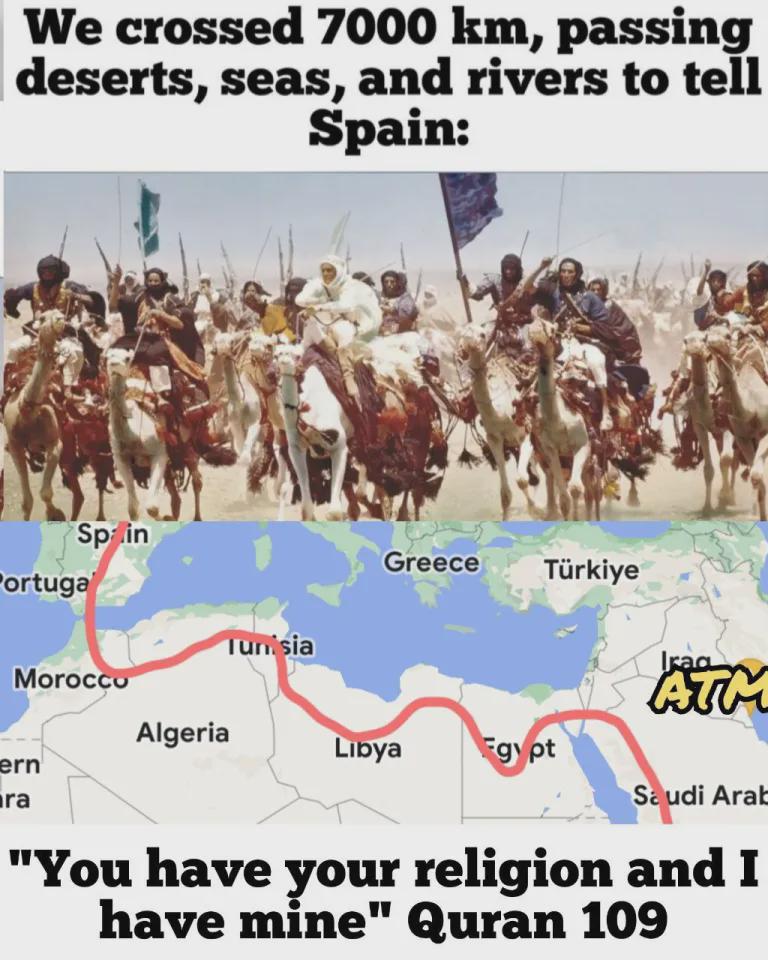 We crossed 7000 km, passing
deserts, seas, and rivers to tell
Spain:
Spain
Greece
Türkiye
Portugal
Tunisia
Iraq
ATM
Morocco
Algeria
Libya
Egypt
ern
ara
Saudi Arab
"You have your religion and I
have mine" Quran 109